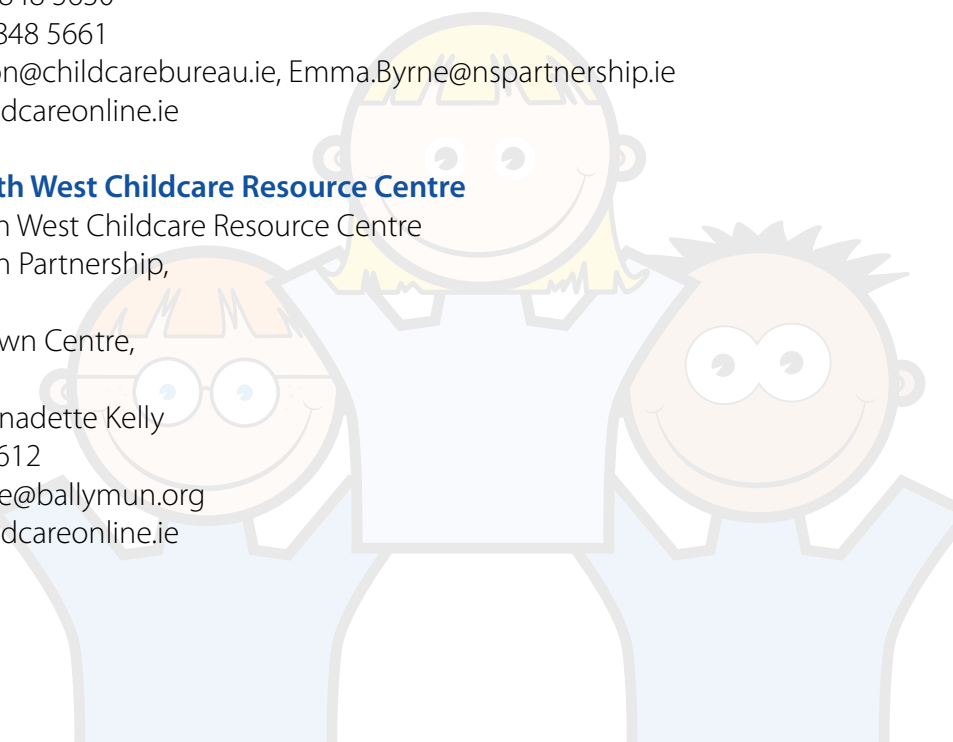 848 5661
on@childcarebureau.ie, Emma.Byrne@nspartnership.ie
dcareonline.ie
th West Childcare Resource Centre
h West Childcare Resource Centre
n Partnership,
wn Centre,
nadette Kelly
612
e@ballymun.org
dcareonline.ie